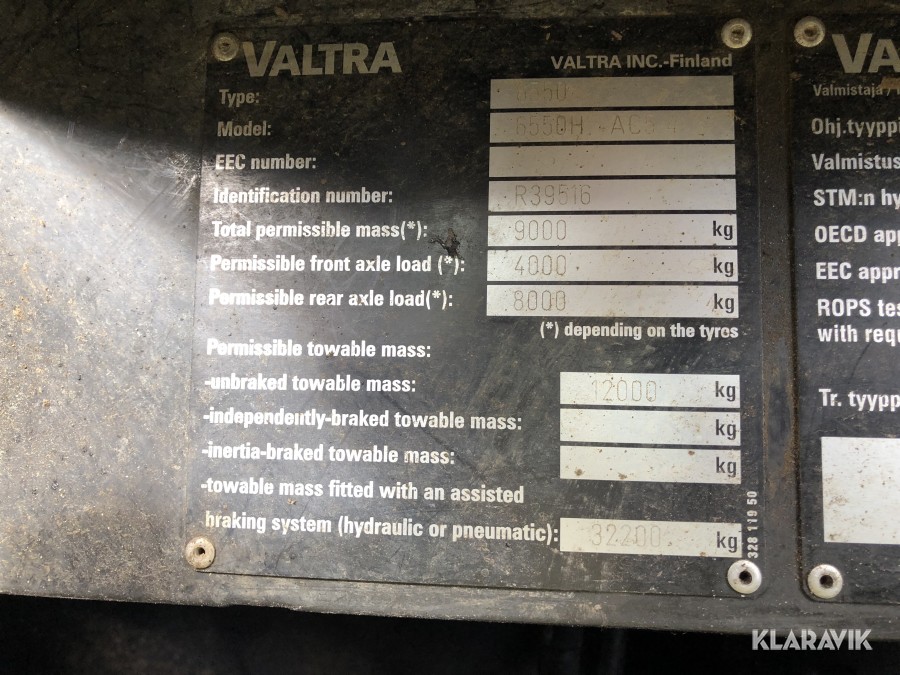 VALTRA
VALTRA INC.-Finland
Type:
Model: 6550H
EEC number:
Identification number: R39516
Total permissible mass(*): 9000 kg
Permissible front axle load (*): 4000 kg
Permissible rear axle load(*): 8000 kg
(*) depending on the tyres
Permissible towable mass:
-unbraked towable mass: 12000 kg
-independently-braked towable mass: kg
-inertia-braked towable mass: kg
-towable mass fitted with an assisted
braking system (hydraulic or pneumatic): 32200 kg
328 119 50
VA
Valmistaja /
Ohj.tyyppi
Valmistus
STM:n hy
OECD app
EEC appr
ROPS tes
with requ
Tr. tyypp
KLARAVIK